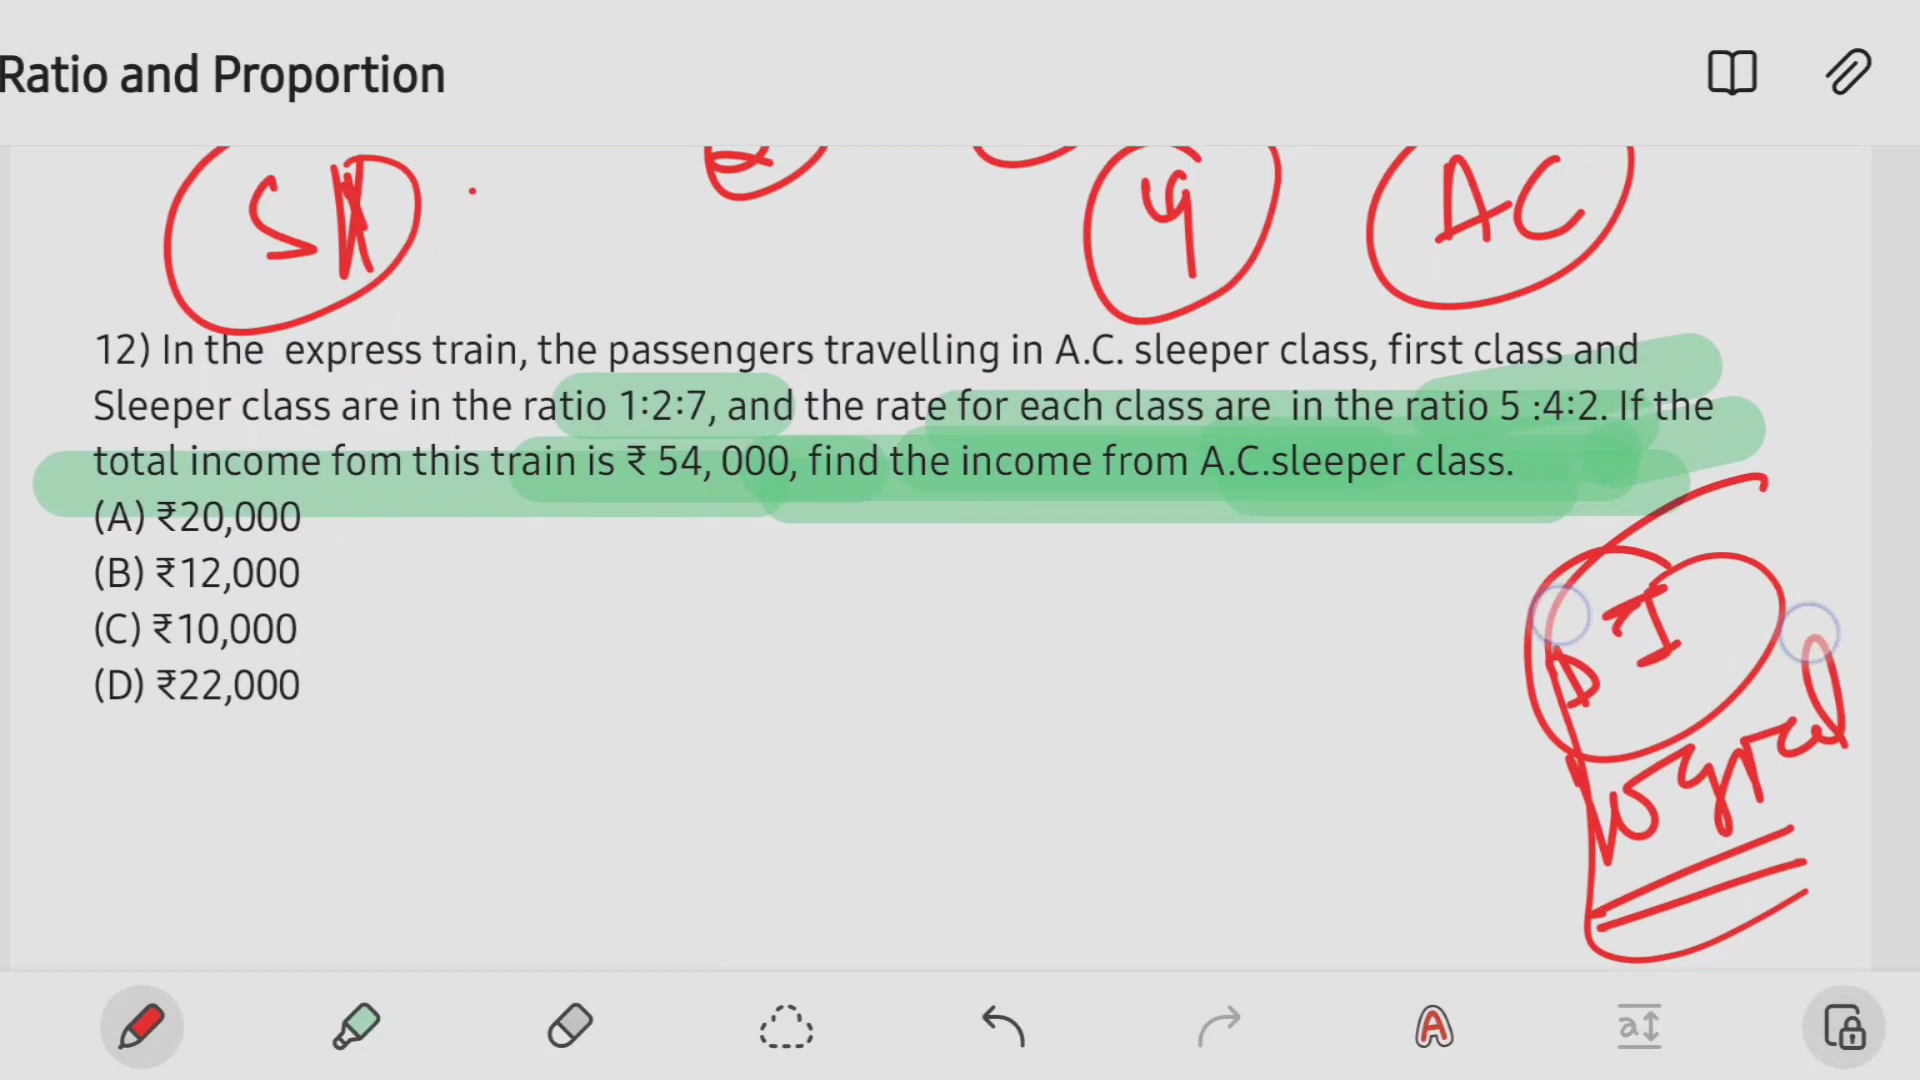 Ratio and Proportion
AC
12) In the express train, the passengers travelling in A.C. sleeper class, first class and
Sleeper class are in the ratio 1:2:7, and the rate for each class are in the ratio 5 :4:2. If the
total income fom this train is ₹ 54, 000, find the income from A.C.sleeper class.
(A) ₹20,000
(B) ₹12,000
(C) ₹10,000
(D) ₹22,000
I
A
a